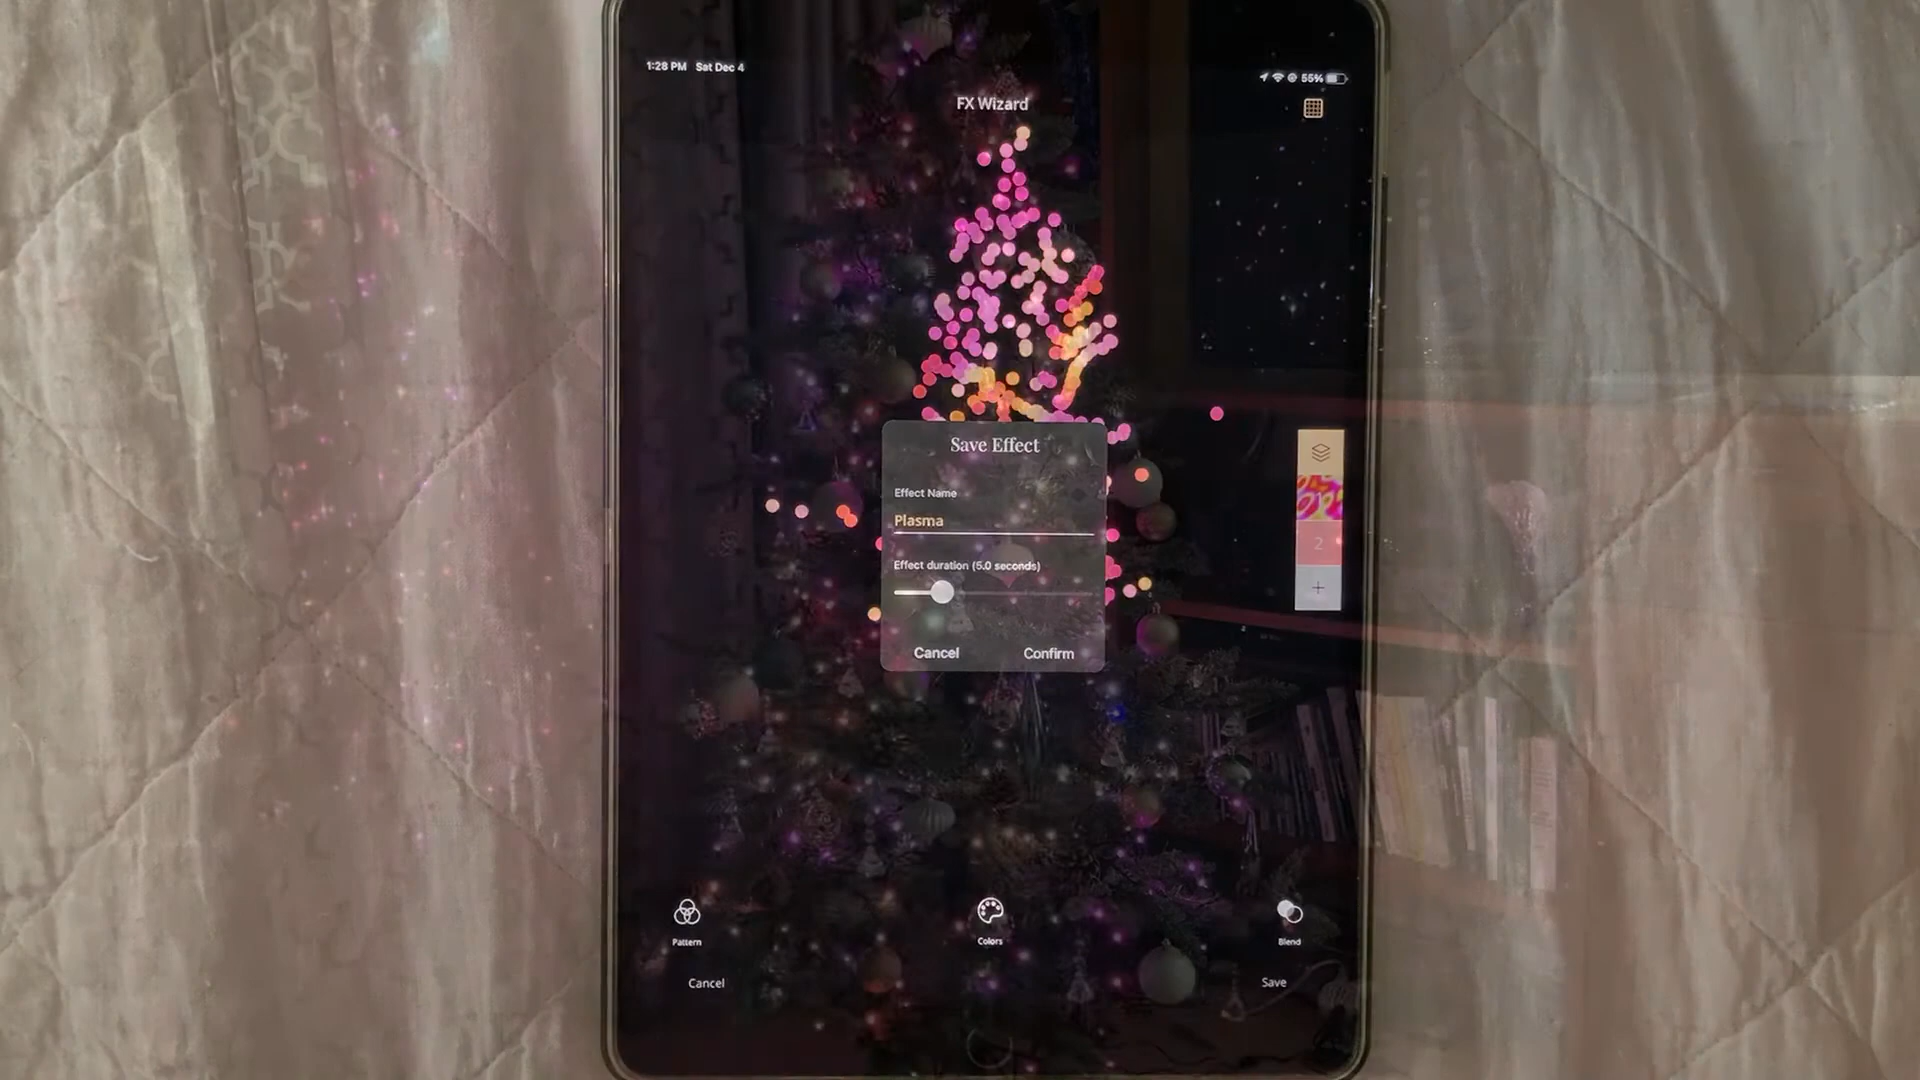 1:28 PM Sat Dec 4
55%
FX Wizard
Save Effect
Effect Name
Plasma
Effect duration (5.0 seconds)
Cancel Confirm
2
+
Pattern Colors Blend
Cancel Save